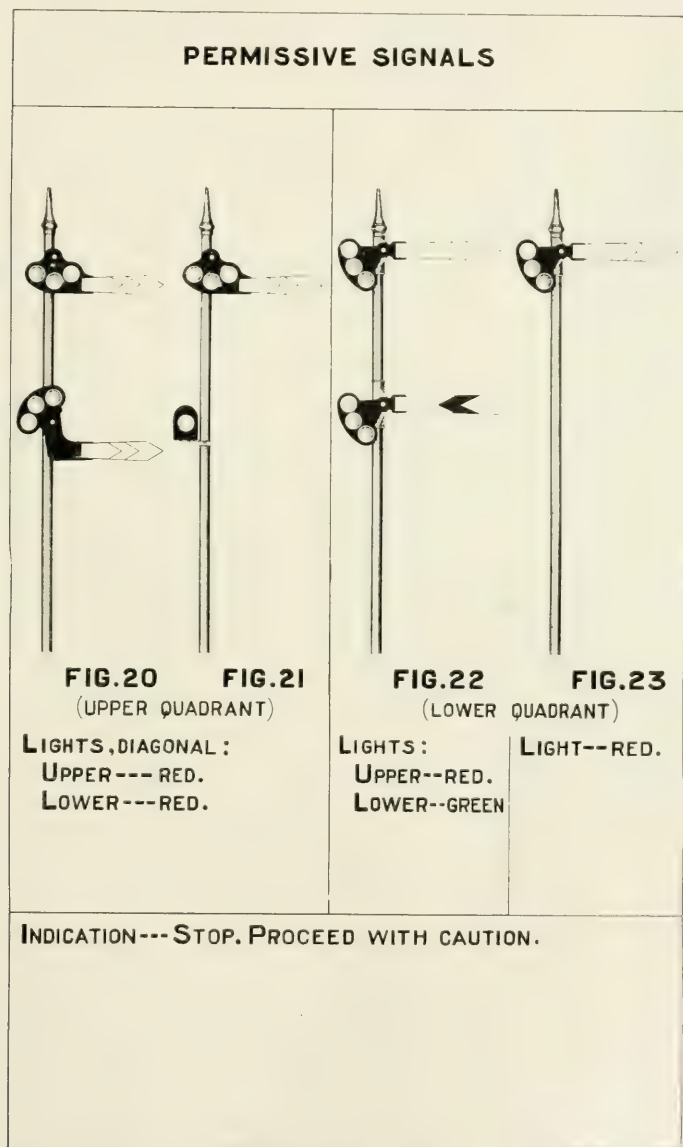 PERMISSIVE SIGNALS
FIG.20 FIG.21
(UPPER QUADRANT)
LIGHTS, DIAGONAL:
UPPER---RED.
LOWER---RED.
FIG.22 FIG.23
(LOWER QUADRANT)
LIGHTS:
UPPER--RED.
LOWER--GREEN
LIGHT--RED.
INDICATION---STOP. PROCEED WITH CAUTION.